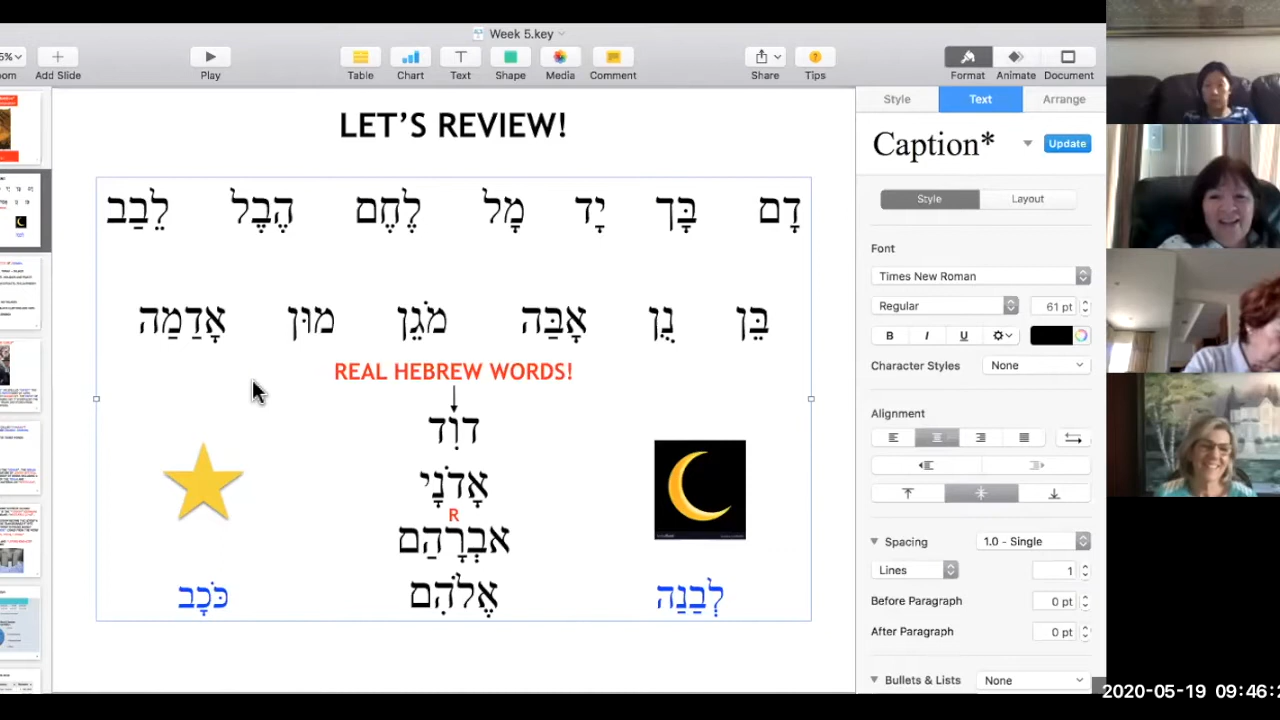 Week 5.key
Zoom
Add Slide
Play
Table
Chart
Text
Shape
Media
Comment
Share
Tips
Format
Animate
Document
Style
Text
Arrange
Caption*
Update
Style
Layout
Font
Times New Roman
Regular
61 pt
B I U
Character Styles
None
Alignment
Spacing
1.0 - Single
Lines
1
Before Paragraph
0 pt
After Paragraph
0 pt
Bullets & Lists
None
LET'S REVIEW!
דָם בָּךְ יָד מָל לֶחֶם הֶבֶל לֵבַב
בֵּן נֻן אָבַּה מֹגֵן מוּן אָדַמַה
REAL HEBREW WORDS!
דוִד
אָדֹנָי
R
אבְרָהַם
אֱלֹהִם
כֹּכָב
לְבַנַה
2020-05-19 09:46:2